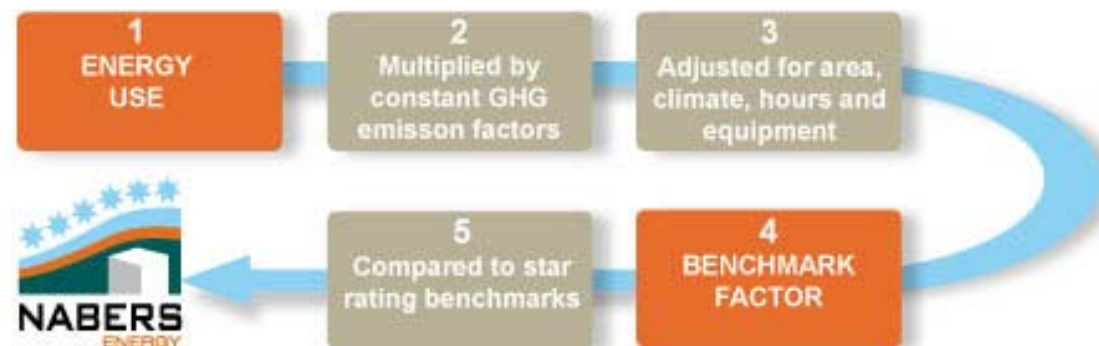 1
ENERGY
USE
2
Multiplied by
constant GHG
emisson factors
3
Adjusted for area,
climate, hours and
equipment
4
BENCHMARK
FACTOR
5
Compared to star
rating benchmarks
NABERS
ENERGY